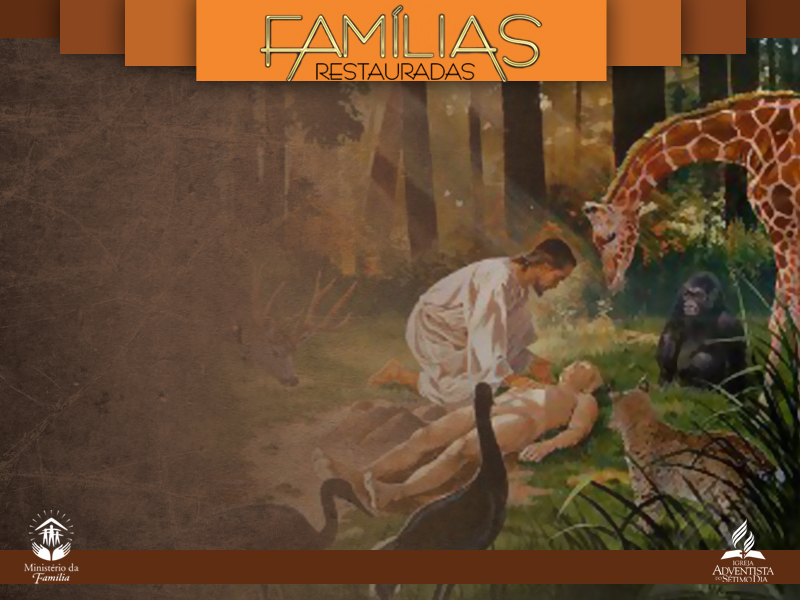 FAMÍLIAS
RESTAURADAS
Ministério da
Família
IGREJA
ADVENTISTA
DO SÉTIMO DIA